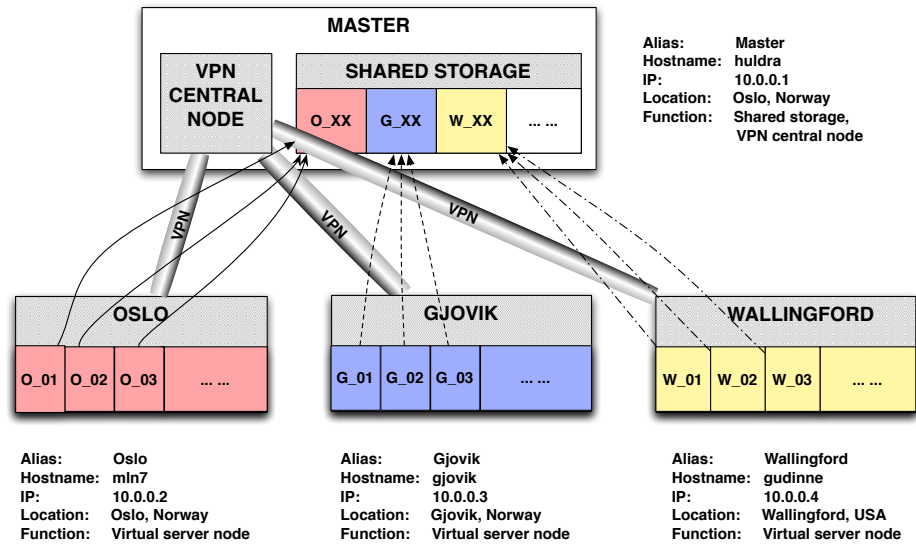 MASTER
VPN
CENTRAL
NODE
SHARED STORAGE
O_XX G_XX W_XX ... ...
Alias: Master
Hostname: huldra
IP: 10.0.0.1
Location: Oslo, Norway
Function: Shared storage,
VPN central node
VPN
VPN
VPN
OSLO
O_01 O_02 O_03 ... ...
GJOVIK
G_01 G_02 G_03 ... ...
WALLINGFORD
W_01 W_02 W_03 ... ...
Alias: Oslo
Hostname: mln7
IP: 10.0.0.2
Location: Oslo, Norway
Function: Virtual server node
Alias: Gjovik
Hostname: gjovik
IP: 10.0.0.3
Location: Gjovik, Norway
Function: Virtual server node
Alias: Wallingford
Hostname: gudinne
IP: 10.0.0.4
Location: Wallingford, USA
Function: Virtual server node